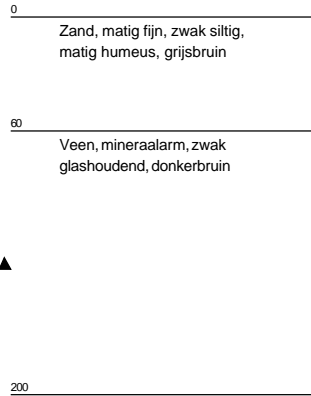 0
Zand, matig fijn, zwak siltig,
matig humeus, grijsbruin
60
Veen, mineraalarm, zwak
glashoudend, donkerbruin
200